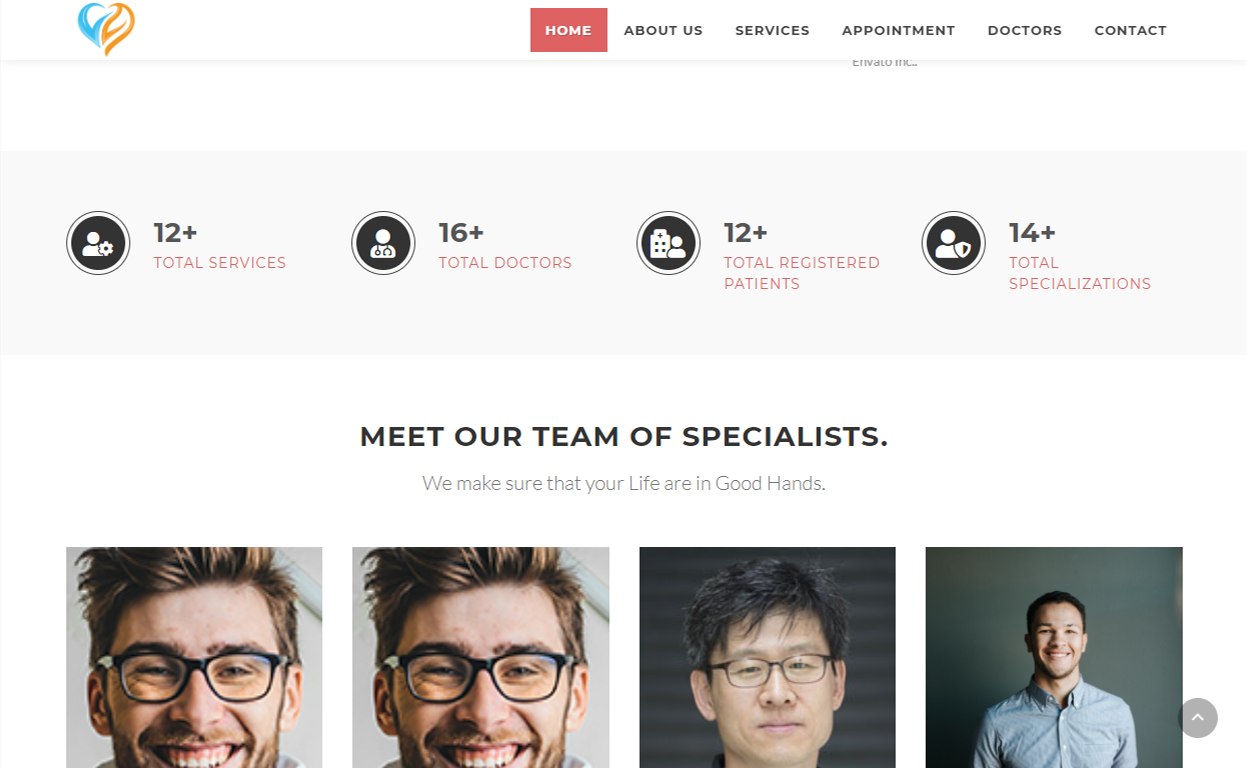 HOME ABOUT US SERVICES APPOINTMENT DOCTORS CONTACT
Envato Inc..
12+
TOTAL SERVICES
16+
TOTAL DOCTORS
12+
TOTAL REGISTERED
PATIENTS
14+
TOTAL
SPECIALIZATIONS
MEET OUR TEAM OF SPECIALISTS.
We make sure that your Life are in Good Hands.